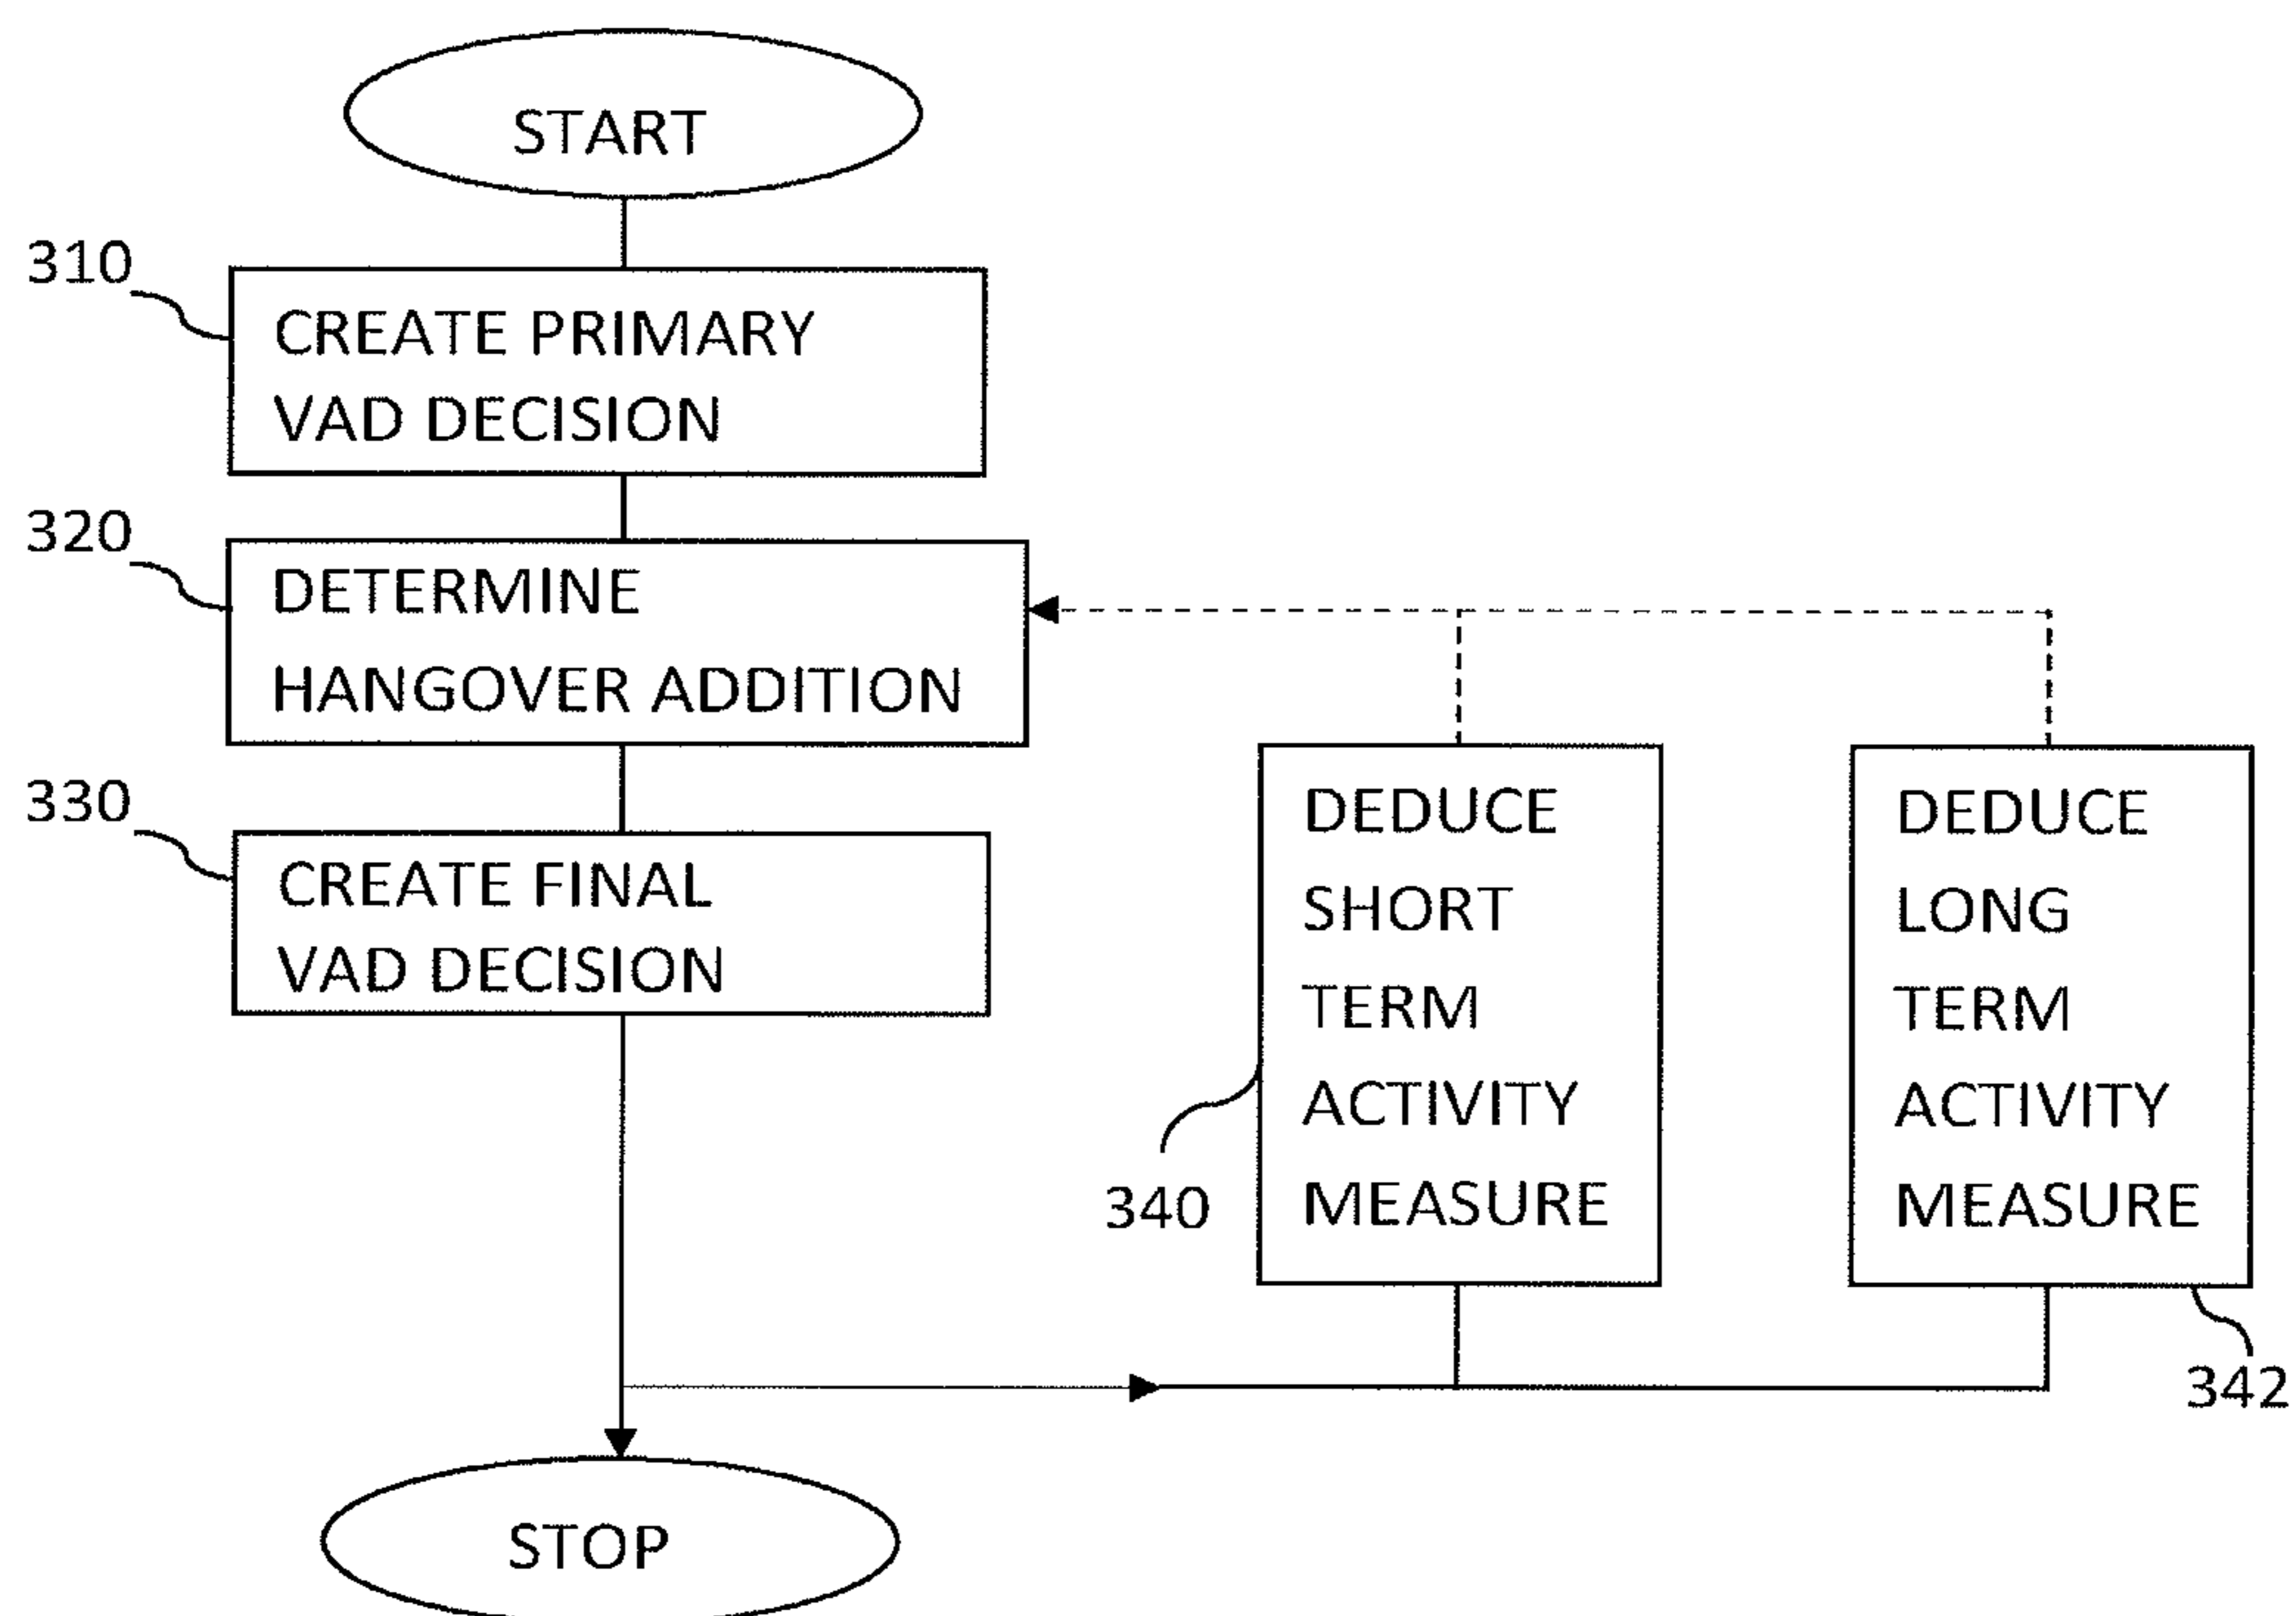 START
310
CREATE PRIMARY
VAD DECISION
320
DETERMINE
HANGOVER ADDITION
330
CREATE FINAL
VAD DECISION
DEDUCE
SHORT
TERM
ACTIVITY
MEASURE
340
DEDUCE
LONG
TERM
ACTIVITY
MEASURE
342
STOP